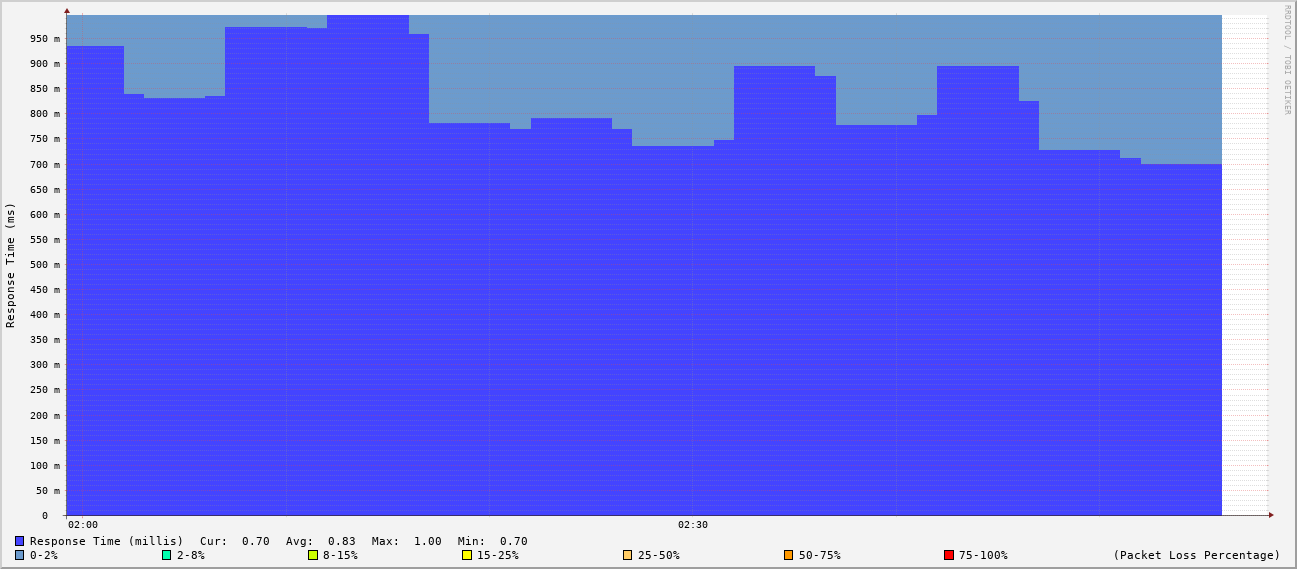 RRDTOOL / TOBI OETIKER
Response Time (ms)
950 m
900 m
850 m
800 m
750 m
700 m
650 m
600 m
550 m
500 m
450 m
400 m
350 m
300 m
250 m
200 m
150 m
100 m
50 m
0
02:00 02:30
Response Time (millis) Cur: 0.70 Avg: 0.83 Max: 1.00 Min: 0.70
0-2% 2-8% 8-15% 15-25% 25-50% 50-75% 75-100% (Packet Loss Percentage)